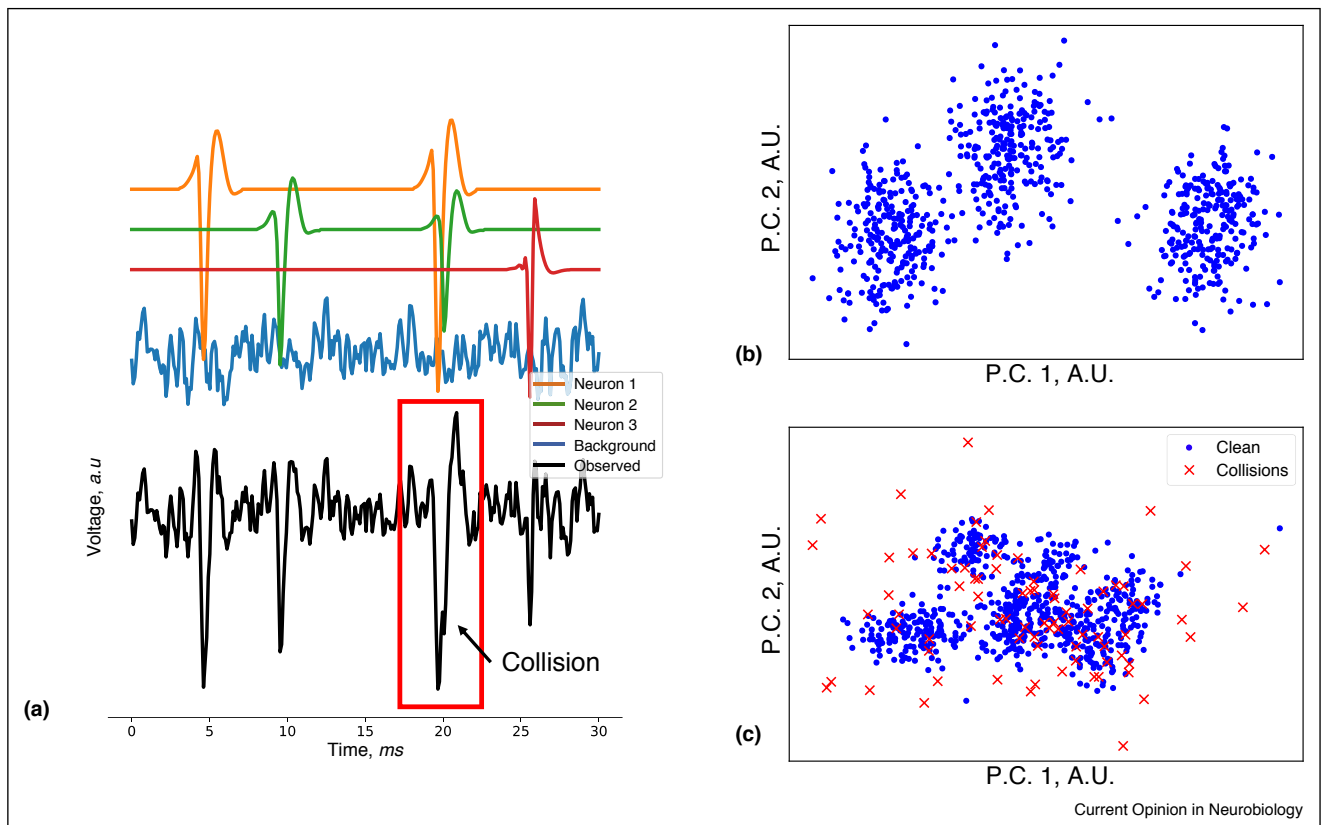 Neuron 1
Neuron 2
Neuron 3
Background
Observed
Voltage, a.u
Collision
(a)
0 5 10 15 20 25 30
Time, ms
P.C. 2, A.U.
(b)
P.C. 1, A.U.
Clean
Collisions
P.C. 2, A.U.
(c)
P.C. 1, A.U.
Current Opinion in Neurobiology